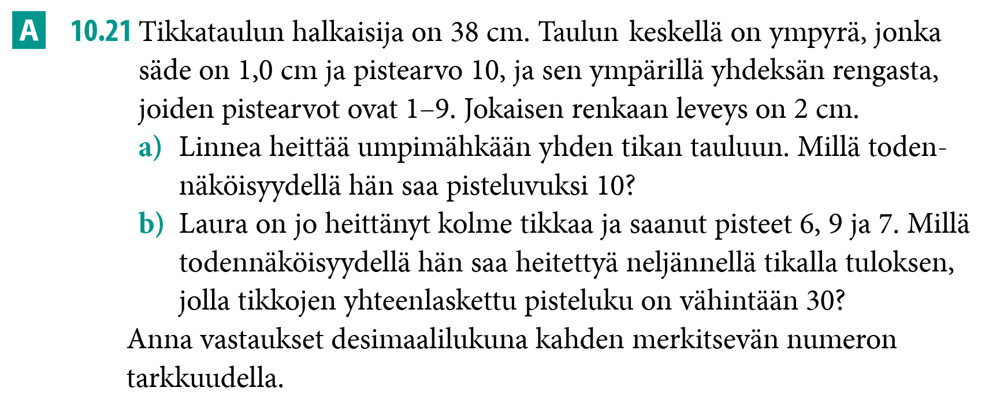 A 10.21 Tikkataulun halkaisija on 38 cm. Taulun keskellä on ympyrä, jonka
säde on 1,0 cm ja pistearvo 10, ja sen ympärillä yhdeksän rengasta,
joiden pistearvot ovat 1–9. Jokaisen renkaan leveys on 2 cm.
a) Linnea heittää umpimähkään yhden tikan tauluun. Millä toden-
näköisyydellä hän saa pisteluvuksi 10?
b) Laura on jo heittänyt kolme tikkaa ja saanut pisteet 6, 9 ja 7. Millä
todennäköisyydellä hän saa heitettyä neljännellä tikalla tuloksen,
jolla tikkojen yhteenlaskettu pisteluku on vähintään 30?
Anna vastaukset desimaalilukuna kahden merkitsevän numeron
tarkkuudella.